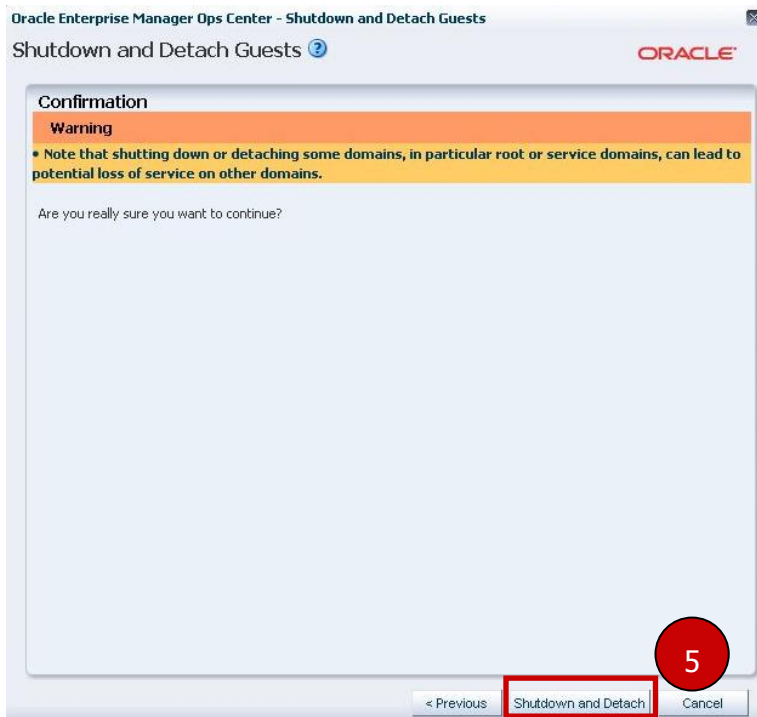 Oracle Enterprise Manager Ops Center - Shutdown and Detach Guests
Shutdown and Detach Guests ?
ORACLE
Confirmation
Warning
• Note that shutting down or detaching some domains, in particular root or service domains, can lead to
potential loss of service on other domains.
Are you really sure you want to continue?
5
< Previous Shutdown and Detach Cancel